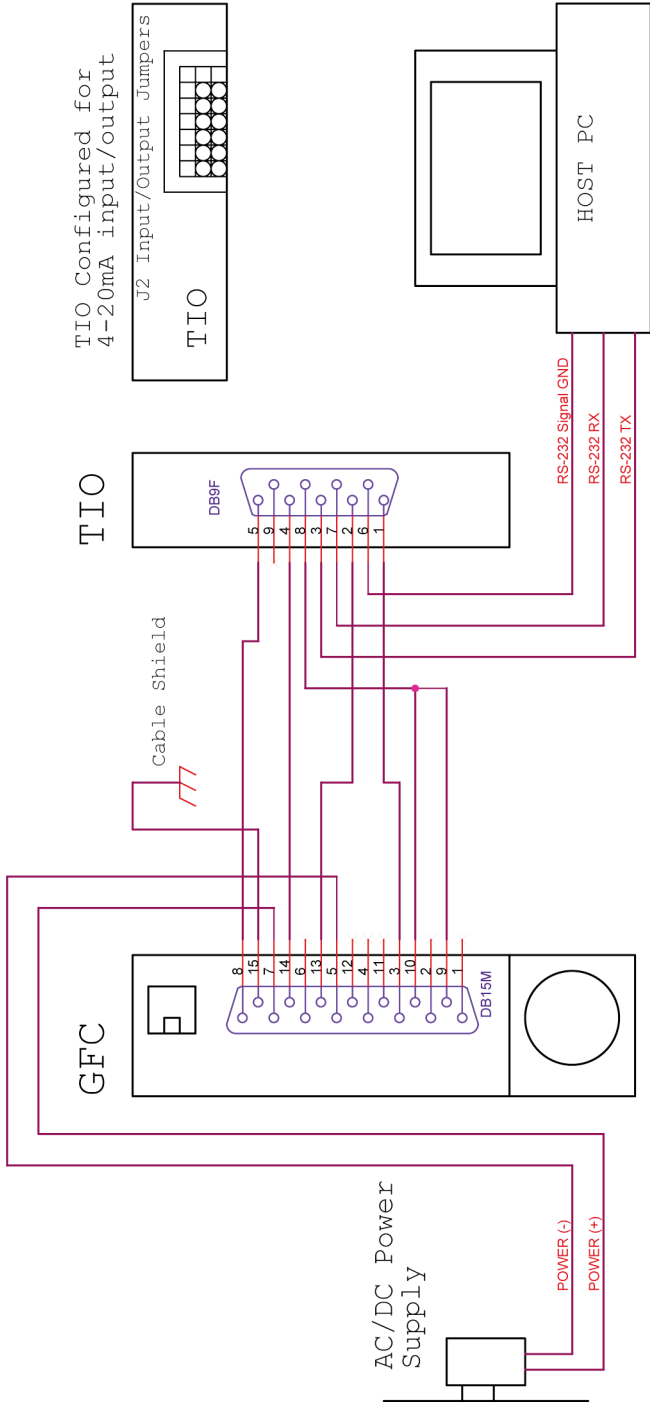 TIO Configured for
4-20mA input/output
J2 Input/Output Jumpers
TIO
HOST PC
TIO
DB9F
5
9
4
8
3
7
2
6
1
RS-232 Signal GND
RS-232 RX
RS-232 TX
Cable Shield
GFC
8
15
7
14
6
13
5
12
4
11
3
10
2
9
1
DB15M
AC/DC Power
Supply
POWER (-)
POWER (+)